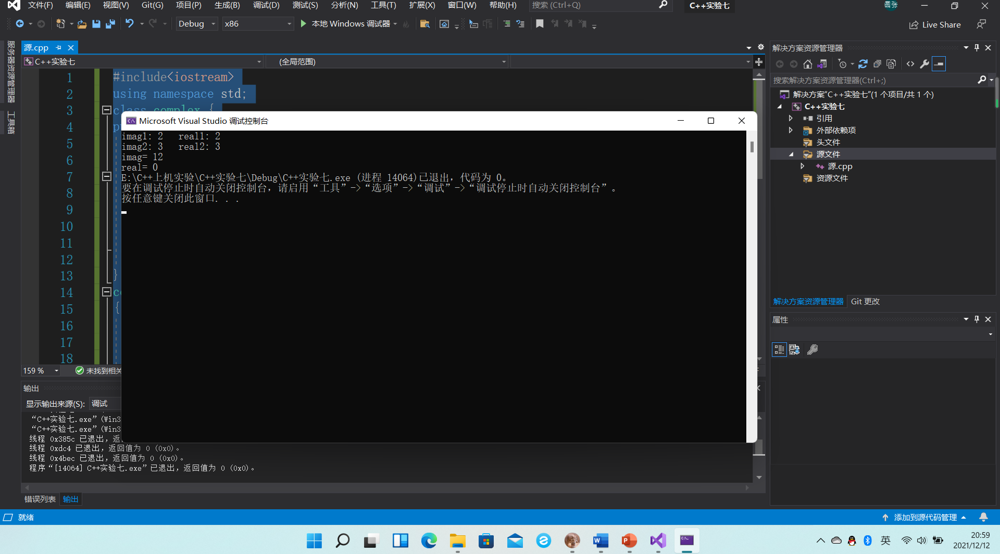 文件(F) 编辑(E) 视图(V) Git(G) 项目(P) 生成(B) 调试(D) 测试(S) 分析(N) 工具(T) 扩展(X) 窗口(W) 帮助(H) 搜索 (Ctrl+Q) C++实验七 圆张
Debug x86 本地 Windows 调试器 Live Share
服务器资源管理器
工具箱
源.cpp
C++实验七 (全局范围)
1 #include<iostream>
2 using namespace std;
3 class complex {
4
5
6
7
8
9
10
11
12
13 }
14
15 {
16
17
18
159 % 未找到相关
Microsoft Visual Studio 调试控制台
imag1: 2   real1: 2
imag2: 3   real2: 3
imag= 12
real= 0
E:\C++上机实验\C++实验七\Debug\C++实验七.exe (进程 14064)已退出，代码为 0。
要在调试停止时自动关闭控制台，请启用“工具”->“选项”->“调试”->“调试停止时自动关闭控制台”。
按任意键关闭此窗口. . .
输出
显示输出来源(S): 调试
“C++实验七.exe”(Win3
“C++实验七.exe”(Win3
线程 0x385c 已退出，返
线程 0xdc4 已退出，返回值为 0 (0x0)。
线程 0x4bec 已退出，返回值为 0 (0x0)。
程序“[14064] C++实验七.exe”已退出，返回值为 0 (0x0)。
错误列表 输出
解决方案资源管理器
搜索解决方案资源管理器(Ctrl+;)
解决方案“C++实验七”(1 个项目/共 1 个)
C++实验七
引用
外部依赖项
头文件
源文件
源.cpp
资源文件
解决方案资源管理器 Git 更改
属性
就绪 添加到源代码管理
英 20:59
2021/12/12